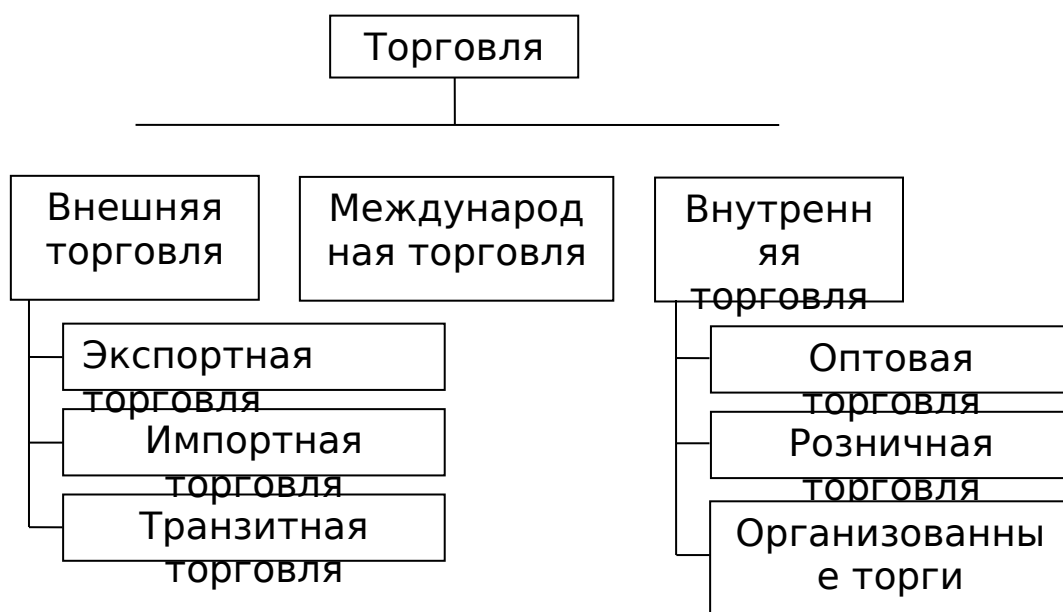 Торговля
Внешняя
торговля
Международ
ная торговля
Внутренн
яя
торговля
Экспортная
торговля
Импортная
торговля
Транзитная
торговля
Оптовая
торговля
Розничная
торговля
Организованны
е торги